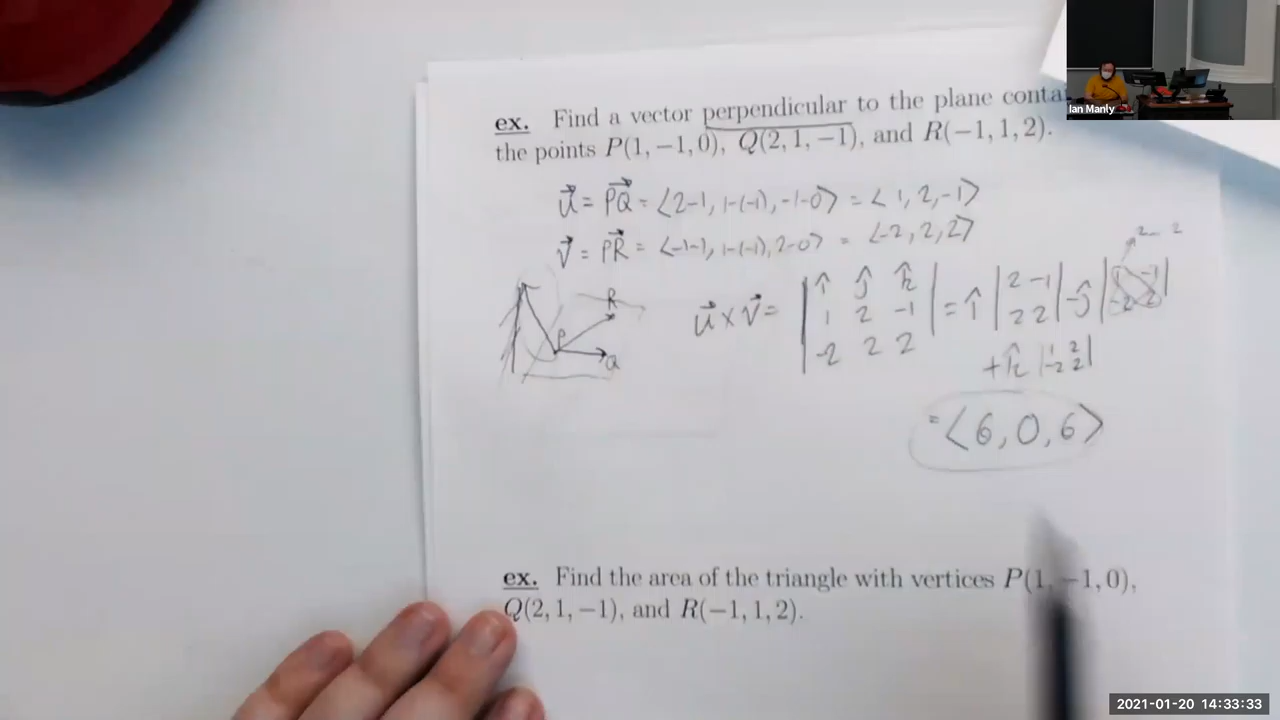 ex. Find a vector perpendicular to the plane
the points P(1, −1, 0), Q(2, 1, −1), and R(−1, 1, 2).
u⃗ = PQ⃗ = ⟨2-1, 1-(-1), -1-0⟩ = ⟨1, 2, -1⟩
v⃗ = PR⃗ = ⟨-1-1, 1-(-1), 2-0⟩ = ⟨-2, 2, 2⟩
R
P
Q
u⃗ × v⃗ = | î ĵ k̂ | = î | 2 -1 | - ĵ | 1 -1 |
| 1 2 -1 | | 2 2 | | -2 2 |
| -2 2 2 | + k̂ | 1 2 |
| -2 2 |
= ⟨6, 0, 6⟩
ex. Find the area of the triangle with vertices P(1, −1, 0),
Q(2, 1, −1), and R(−1, 1, 2).
Ian Manly
2021-01-20 14:33:33